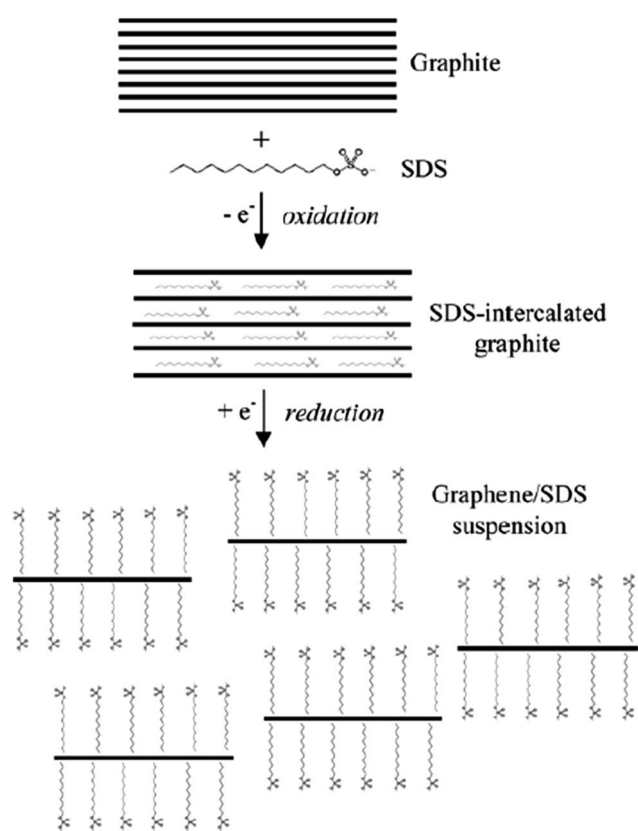 Graphite
+
O O
O S O-
SDS
- e- oxidation
SDS-intercalated
graphite
+ e- reduction
Graphene/SDS
suspension